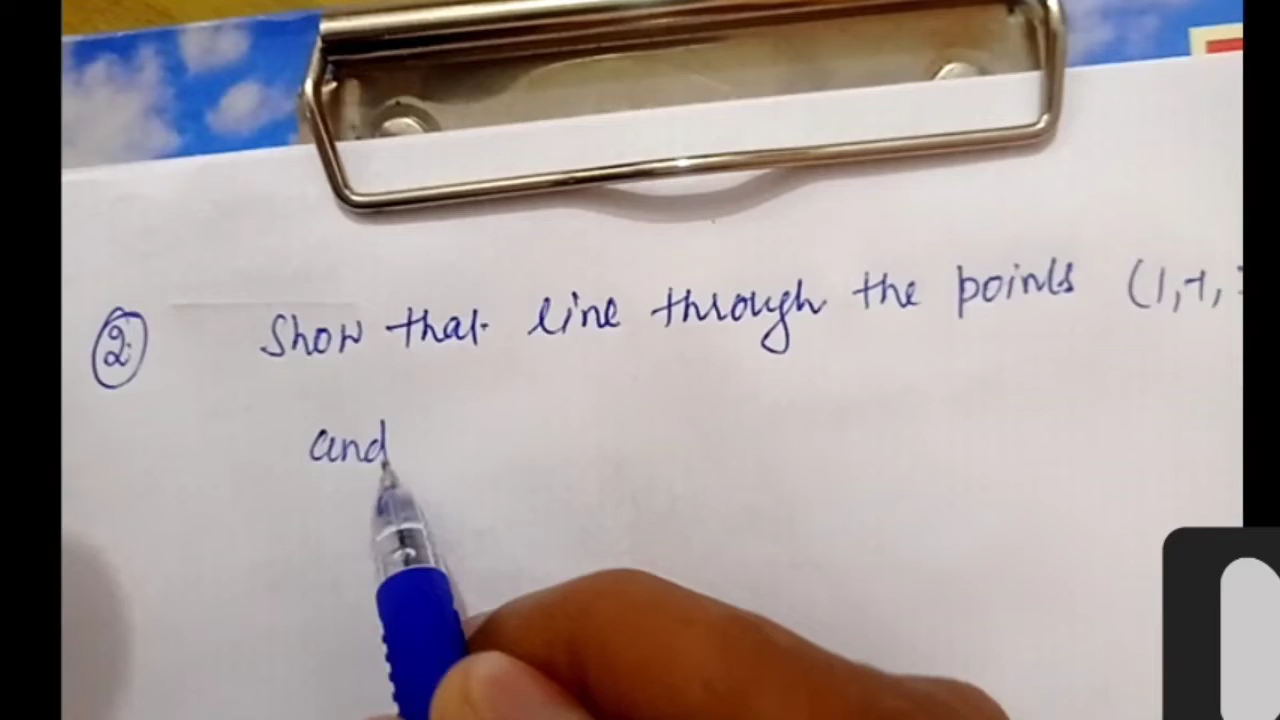 ② Show that line through the points (1,-1,
and